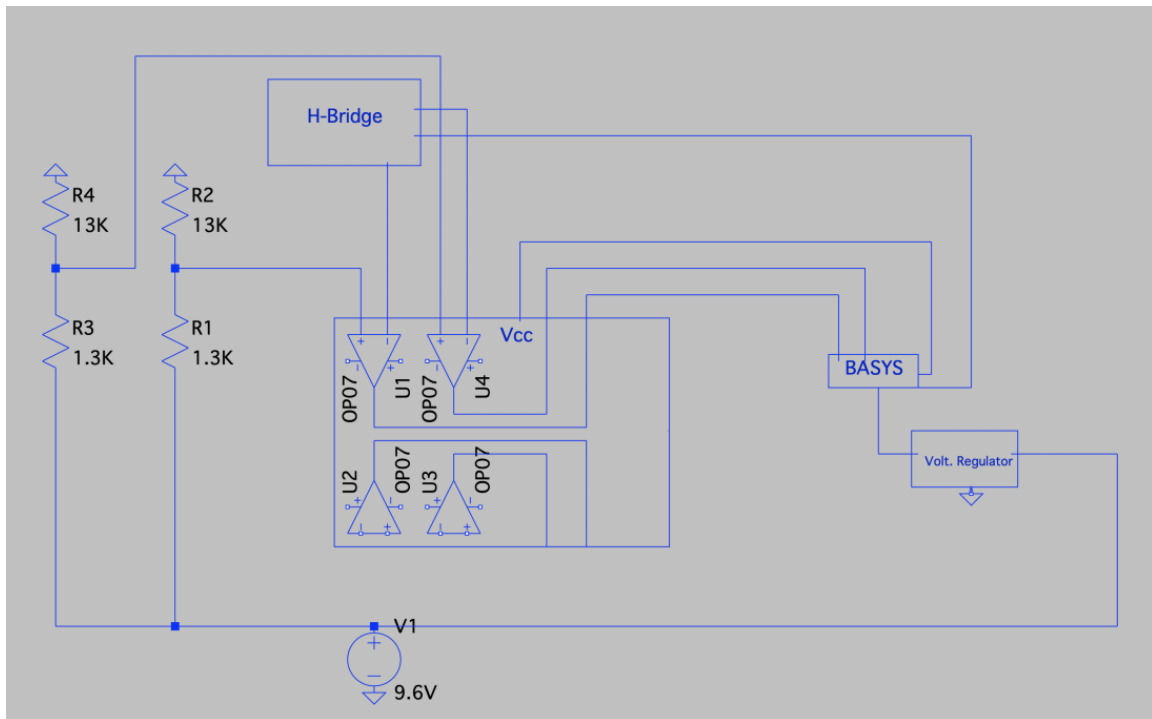 H-Bridge
R4
13K
R2
13K
R3
1.3K
R1
1.3K
Vcc
OP07
U1
OP07
U4
U2
OP07
U3
OP07
BASYS
Volt. Regulator
V1
9.6V